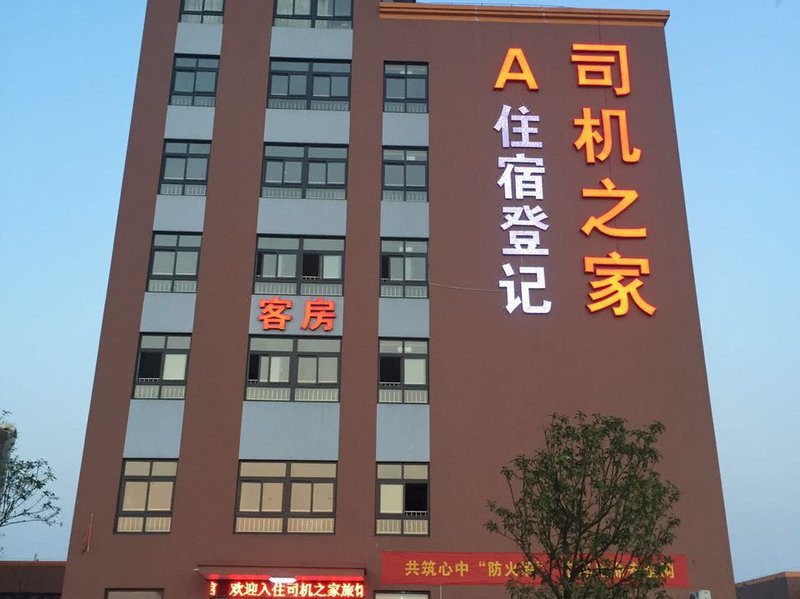 司机之家
A
住宿登记
客房
欢迎入住司机之家旅馆
共筑心中“防火